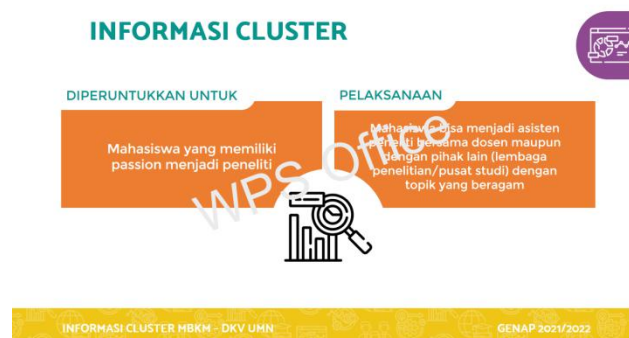 INFORMASI CLUSTER
DIPERUNTUKKAN UNTUK
Mahasiswa yang memiliki
passion menjadi peneliti
PELAKSANAAN
Mahasiswa bisa menjadi asisten
peneliti bersama dosen maupun
dengan pihak lain (lembaga
penelitian/pusat studi) dengan
topik yang beragam
WPS Office
INFORMASI CLUSTER MBKM - DKV UMN
GENAP 2021/2022